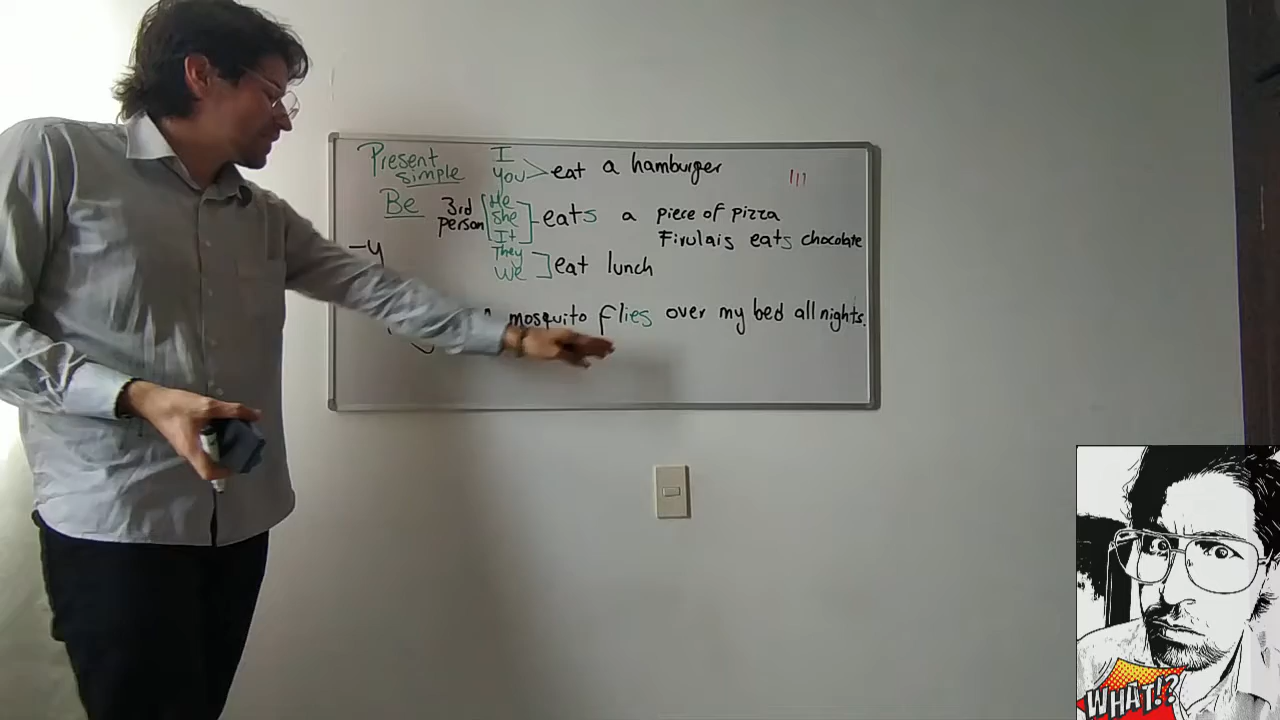 Present
simple
Be
3rd
person
I
you
He
she
It
They
We
eat a hamburger
eats a piece of pizza
Firulais eats chocolate
eat lunch
-y
mosquito flies over my bed all nights.
WHAT!?